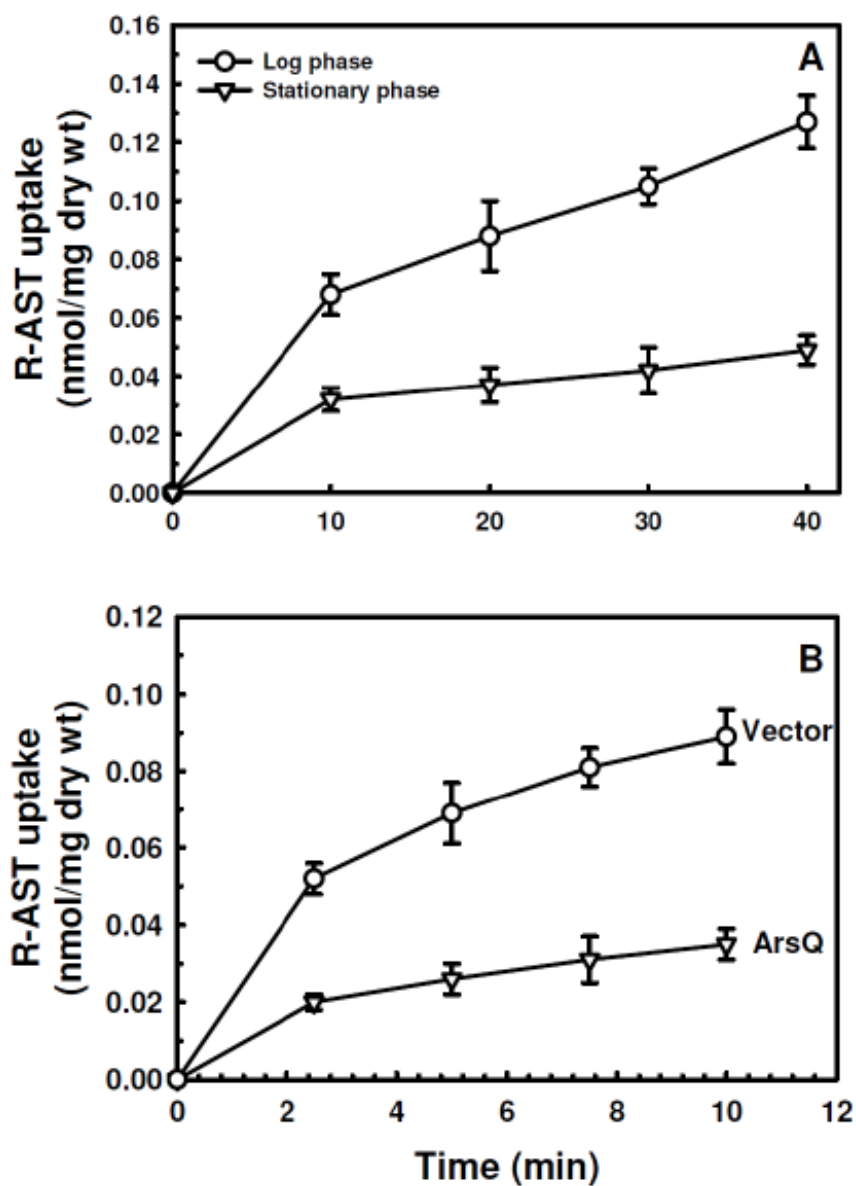 0.16
0.14
0.12
0.10
0.08
0.06
0.04
0.02
0.00
R-AST uptake
(nmol/mg dry wt)
Log phase
Stationary phase
A
0 10 20 30 40
0.12
0.10
0.08
0.06
0.04
0.02
0.00
R-AST uptake
(nmol/mg dry wt)
B
Vector
ArsQ
0 2 4 6 8 10 12
Time (min)